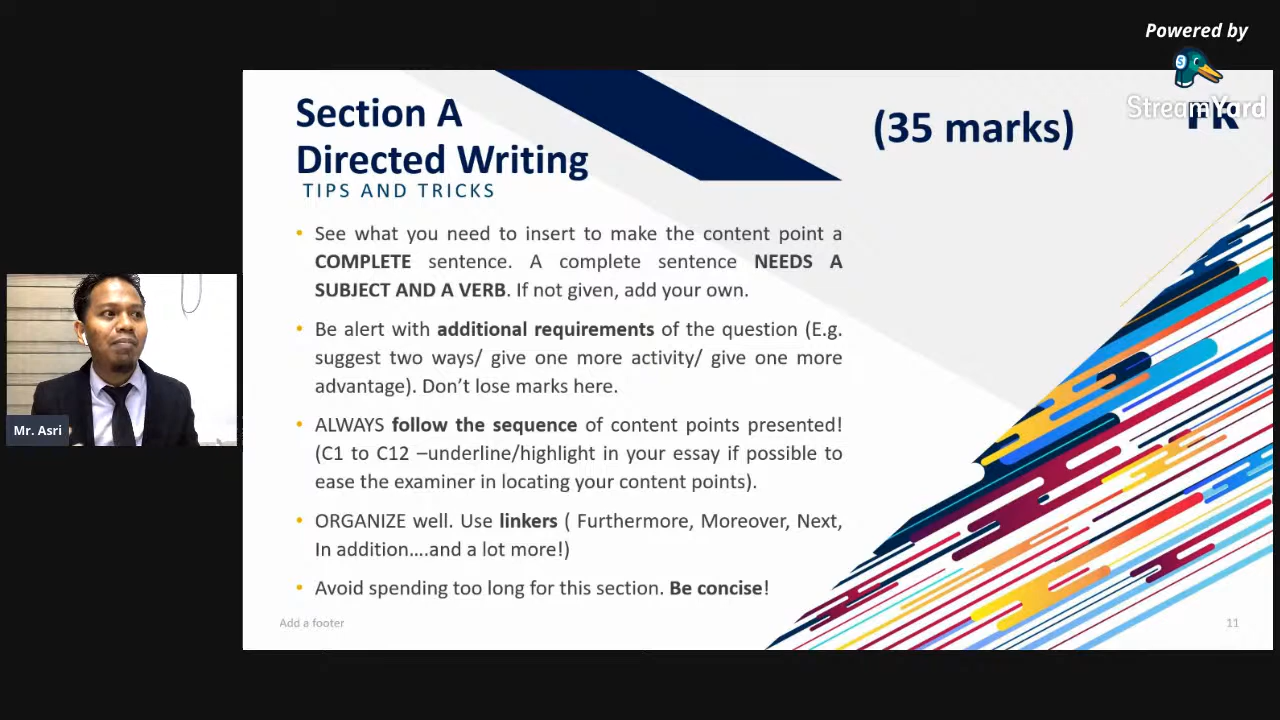 Powered by
StreamYard
Section A
Directed Writing
TIPS AND TRICKS
(35 marks)
FR
• See what you need to insert to make the content point a
COMPLETE sentence. A complete sentence NEEDS A
SUBJECT AND A VERB. If not given, add your own.
• Be alert with additional requirements of the question (E.g.
suggest two ways/ give one more activity/ give one more
advantage). Don’t lose marks here.
• ALWAYS follow the sequence of content points presented!
(C1 to C12 –underline/highlight in your essay if possible to
ease the examiner in locating your content points).
• ORGANIZE well. Use linkers ( Furthermore, Moreover, Next,
In addition....and a lot more!)
• Avoid spending too long for this section. Be concise!
Mr. Asri
Add a footer
11